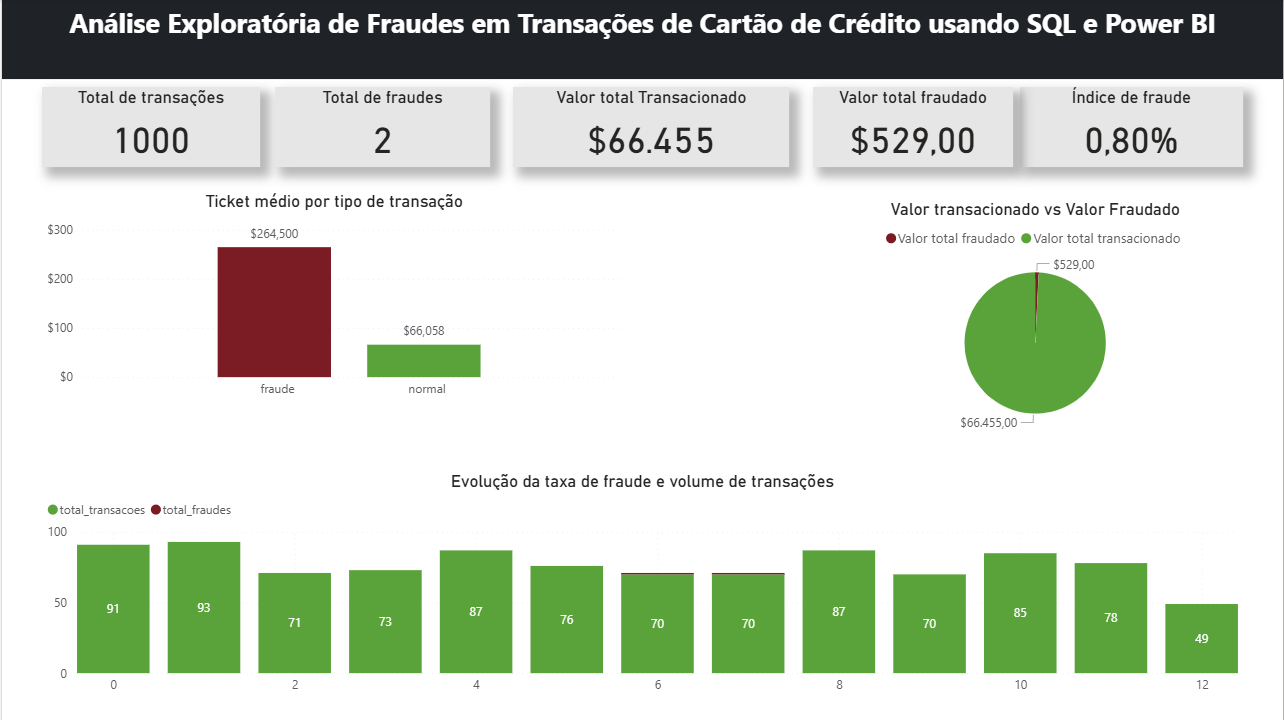 Análise Exploratória de Fraudes em Transações de Cartão de Crédito usando SQL e Power BI
Total de transações
1000
Total de fraudes
2
Valor total Transacionado
$66.455
Valor total fraudado
$529,00
Índice de fraude
0,80%
Ticket médio por tipo de transação
$300
$200
$100
$0
$264,500
$66,058
fraude
normal
Valor transacionado vs Valor Fraudado
Valor total fraudado
Valor total transacionado
$529,00
$66.455,00
Evolução da taxa de fraude e volume de transações
total_transacoes
total_fraudes
100
50
0
91
93
71
73
87
76
70
70
87
70
85
78
49
0
2
4
6
8
10
12